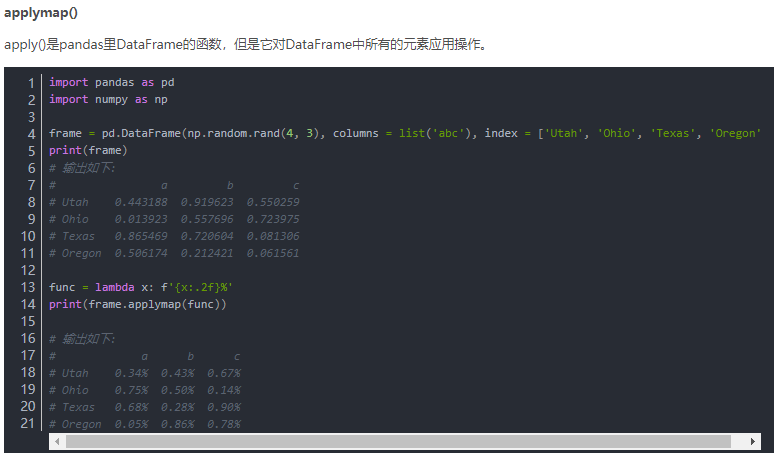 applymap()
apply()是pandas里DataFrame的函数，但是它对DataFrame中所有的元素应用操作。
1 import pandas as pd
2 import numpy as np
3
4 frame = pd.DataFrame(np.random.rand(4, 3), columns = list('abc'), index = ['Utah', 'Ohio', 'Texas', 'Oregon'
5 print(frame)
6 # 输出如下:
7 #                a         b         c
8 # Utah    0.443188  0.919623  0.550259
9 # Ohio    0.013923  0.557696  0.723975
10 # Texas   0.865469  0.720604  0.081306
11 # Oregon  0.506174  0.212421  0.061561
12
13 func = lambda x: f'{x:.2f}%'
14 print(frame.applymap(func))
15
16 # 输出如下:
17 #             a      b      c
18 # Utah    0.34%  0.43%  0.67%
19 # Ohio    0.75%  0.50%  0.14%
20 # Texas   0.68%  0.28%  0.90%
21 # Oregon  0.05%  0.86%  0.78%